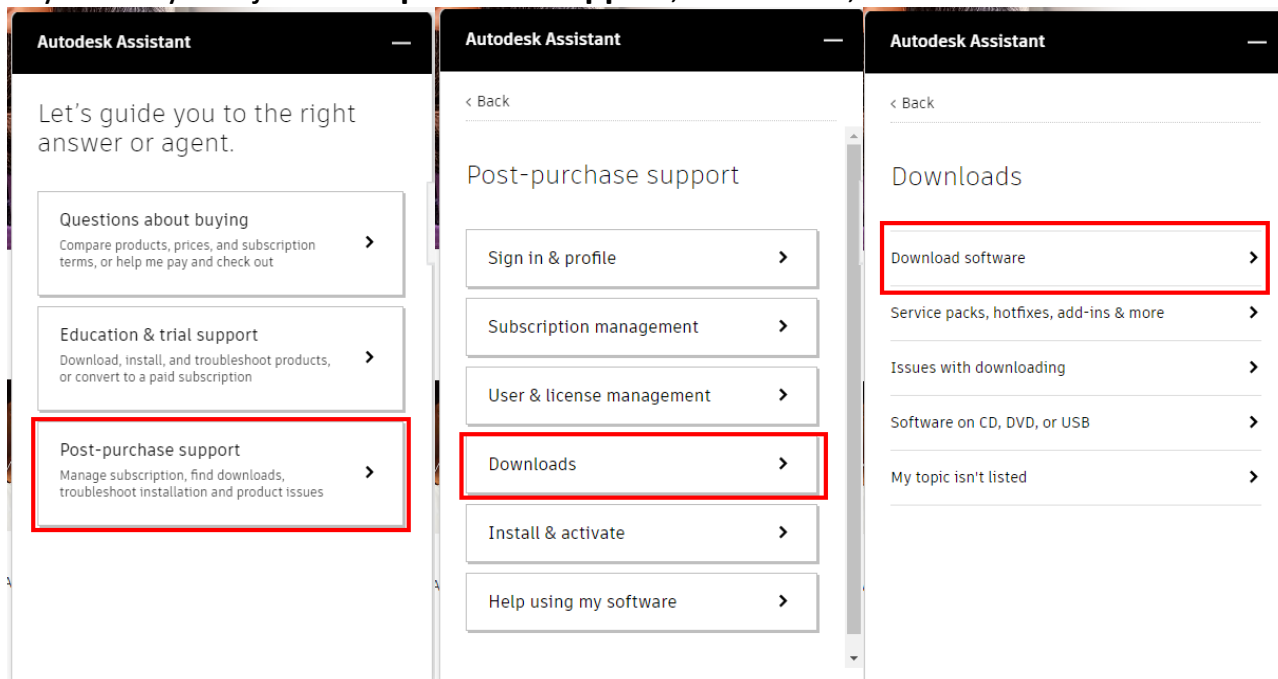 Autodesk Assistant
Let's guide you to the right
answer or agent.
Questions about buying
Compare products, prices, and subscription
terms, or help me pay and check out
Education & trial support
Download, install, and troubleshoot products,
or convert to a paid subscription
Post-purchase support
Manage subscription, find downloads,
troubleshoot installation and product issues
Autodesk Assistant
< Back
Post-purchase support
Sign in & profile
Subscription management
User & license management
Downloads
Install & activate
Help using my software
Autodesk Assistant
< Back
Downloads
Download software
Service packs, hotfixes, add-ins & more
Issues with downloading
Software on CD, DVD, or USB
My topic isn't listed